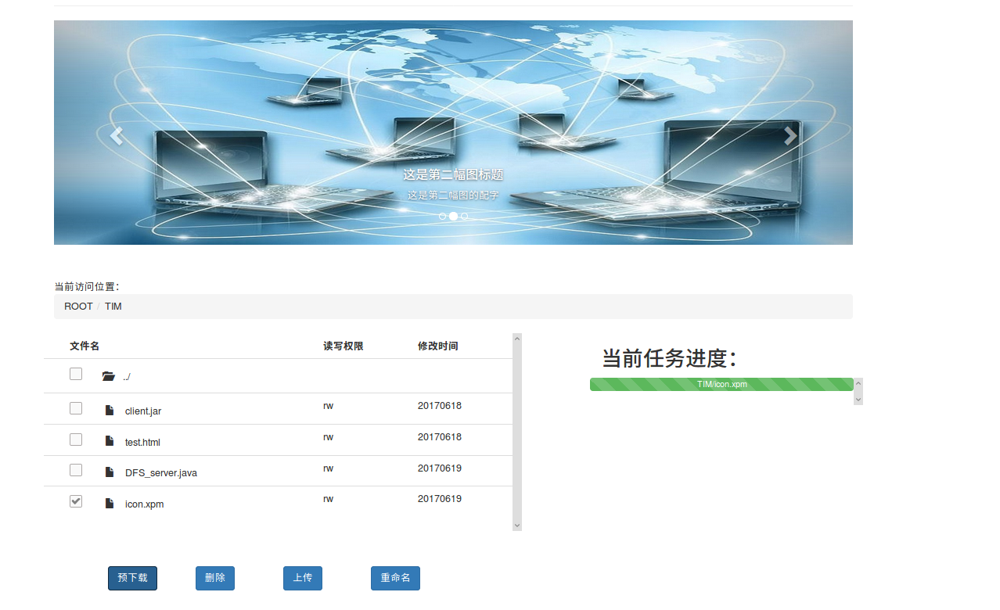 这是第二幅图标题
这是第二幅图的配字
当前访问位置：
ROOT / TIM
文件名 读写权限 修改时间
../
client.jar rw 20170618
test.html rw 20170618
DFS_server.java rw 20170619
icon.xpm rw 20170619
当前任务进度：
TIM/icon.xpm
预下载 删除 上传 重命名